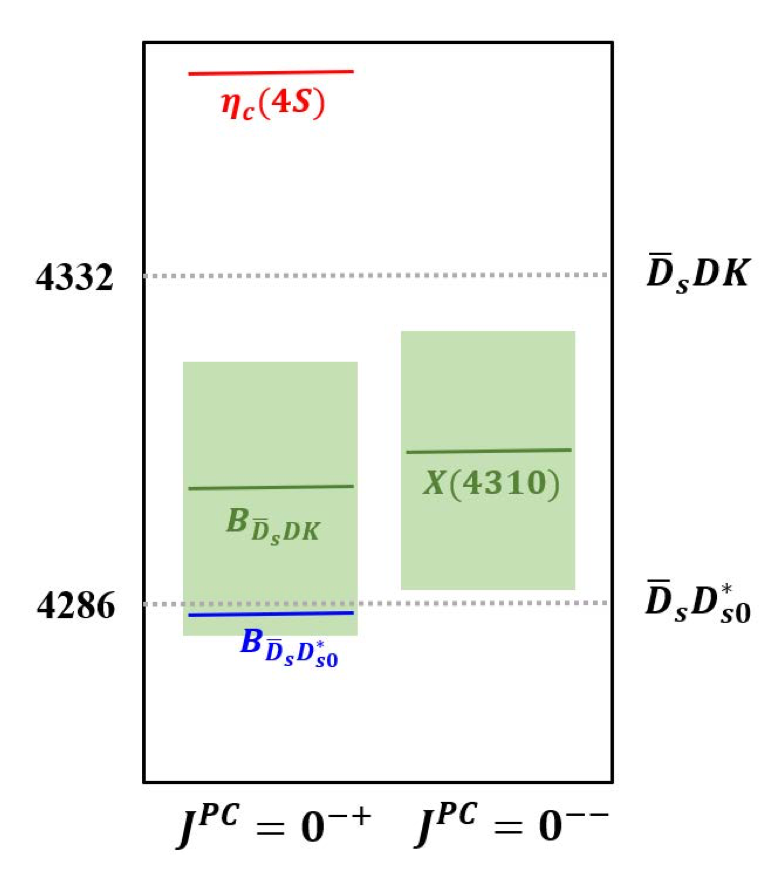 η_c(4S)
4332
D̅_sDK
X(4310)
B_{D̅_sDK}
4286
D̅_sD^*_{s0}
B_{D̅_sD^*_{s0}}
J^{PC} = 0^{-+}
J^{PC} = 0^{--}